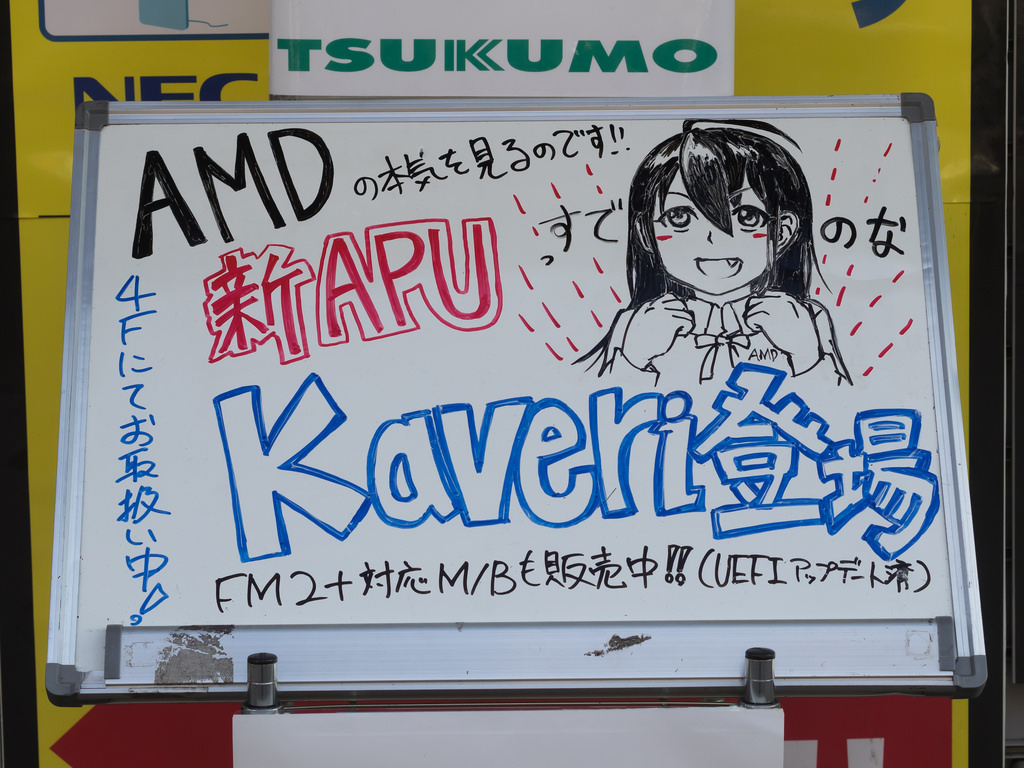 TSUKUMO
NEC
AMDの本気を見るのです!!
すでっ
のな
新APU
Kaveri登場
4Fにてお取扱い中!
AMD
FM2+対応M/Bも販売中!!(UEFIアップデート済)